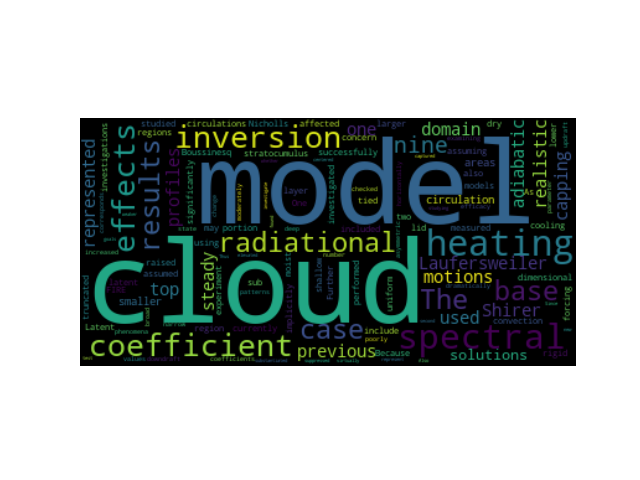 studied
circulations
Nicholls
affected
larger
regions
inversion
concern
one
domain
dry
lower
investigations
represented
effects
results
profiles
Boussinesq
stratocumulus
successfully
nine
assuming
areas
also
models
adiabatic
realistic
capping
model
significantly
layer
One
investigated
checked
tied
circulation
efficacy
moderately
change
state
may
portion
two
lid
measured
cooling
included
radiational
heating
using
increased
cloud
steady
experiment
moist
number
deep
shallow
Further
performed
uniform
asymmetric
Laufersweiler
motions
dimensional
latent
assumed
top
truncated
IRE
smaller
sub
patterns
implicitly
The
base
Shirer
forcing
used
convection
Latent
phenomena
region
currently
case
include
poorly
spectral
coefficient
previous
Because
solutions
rigid
coefficients